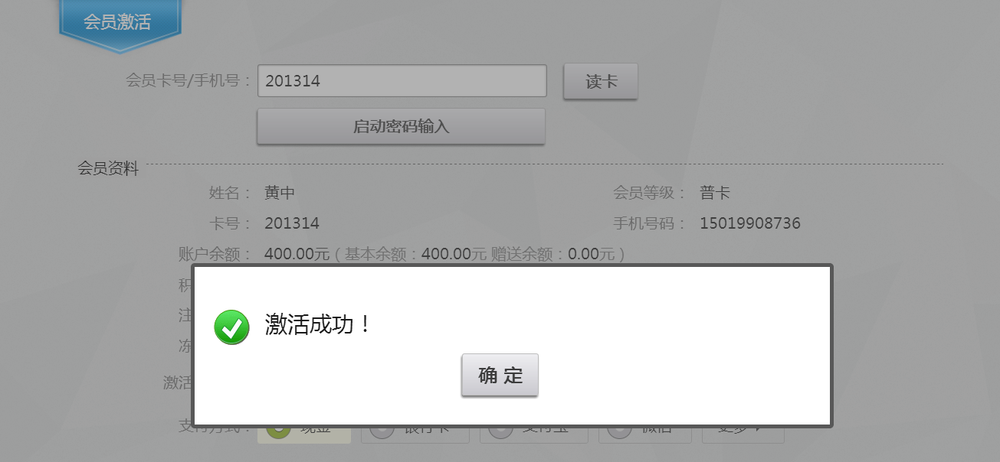 会员激活
会员卡号/手机号： 201314 读卡
启动密码输入
会员资料
姓名： 黄中 会员等级： 普卡
卡号： 201314 手机号码： 15019908736
账户余额： 400.00元 ( 基本余额：400.00元 赠送余额：0.00元 )
积
注
冻
激活成功！
激活
确 定
支付方式： 现金 银行卡 支付宝 微信 更多